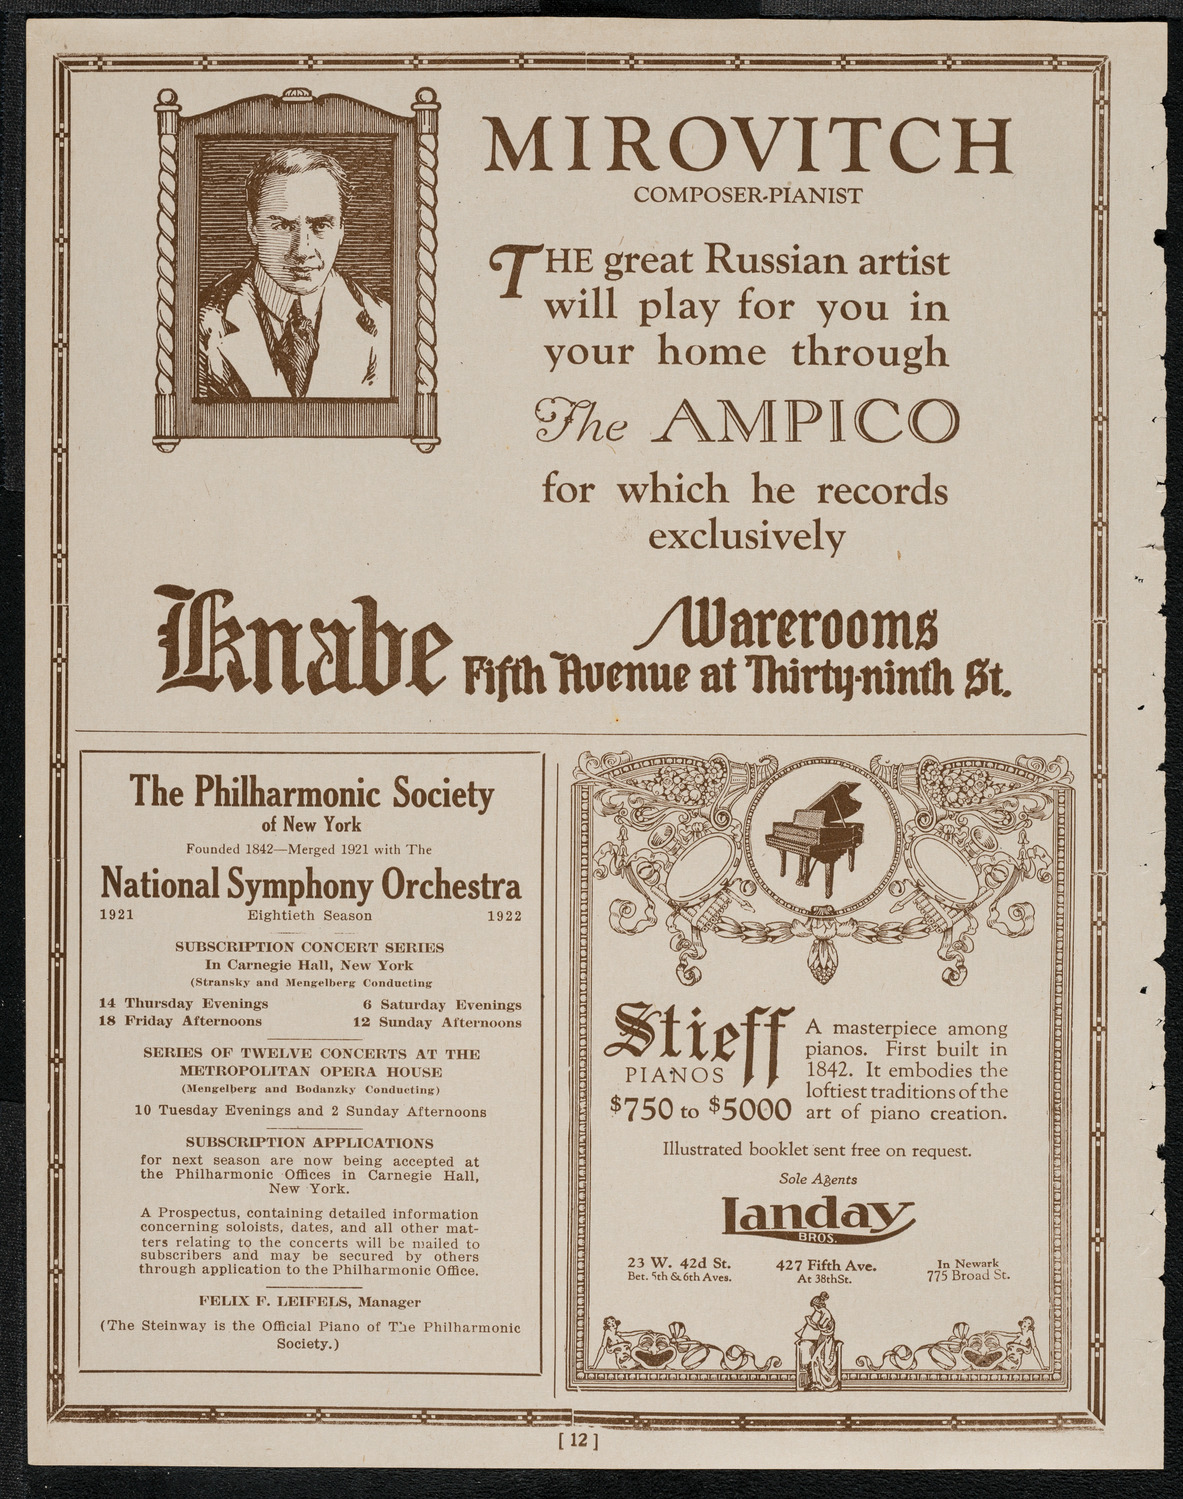 MIROVITCH
COMPOSER-PIANIST
THE great Russian artist
will play for you in
your home through
The AMPICO
for which he records
exclusively
Knabe Warerooms
Fifth Avenue at Thirty-ninth St.
The Philharmonic Society
of New York
Founded 1842—Merged 1921 with The
National Symphony Orchestra
1921 Eightieth Season 1922
SUBSCRIPTION CONCERT SERIES
In Carnegie Hall, New York
(Stransky and Mengelberg Conducting
14 Thursday Evenings 6 Saturday Evenings
18 Friday Afternoons 12 Sunday Afternoons
SERIES OF TWELVE CONCERTS AT THE
METROPOLITAN OPERA HOUSE
(Mengelberg and Bodanzky Conducting)
10 Tuesday Evenings and 2 Sunday Afternoons
SUBSCRIPTION APPLICATIONS
for next season are now being accepted at
the Philharmonic Offices in Carnegie Hall,
New York.
A Prospectus, containing detailed information
concerning soloists, dates, and all other mat-
ters relating to the concerts will be mailed to
subscribers and may be secured by others
through application to the Philharmonic Office.
FELIX F. LEIFELS, Manager
(The Steinway is the Official Piano of The Philharmonic
Society.)
Stieff
PIANOS
$750 to $5000
A masterpiece among
pianos. First built in
1842. It embodies the
loftiest traditions of the
art of piano creation.
Illustrated booklet sent free on request.
Sole Agents
Landay
BROS.
23 W. 42d St.
Bet. 5th & 6th Aves.
427 Fifth Ave.
At 38th St.
In Newark
775 Broad St.
[ 12 ]